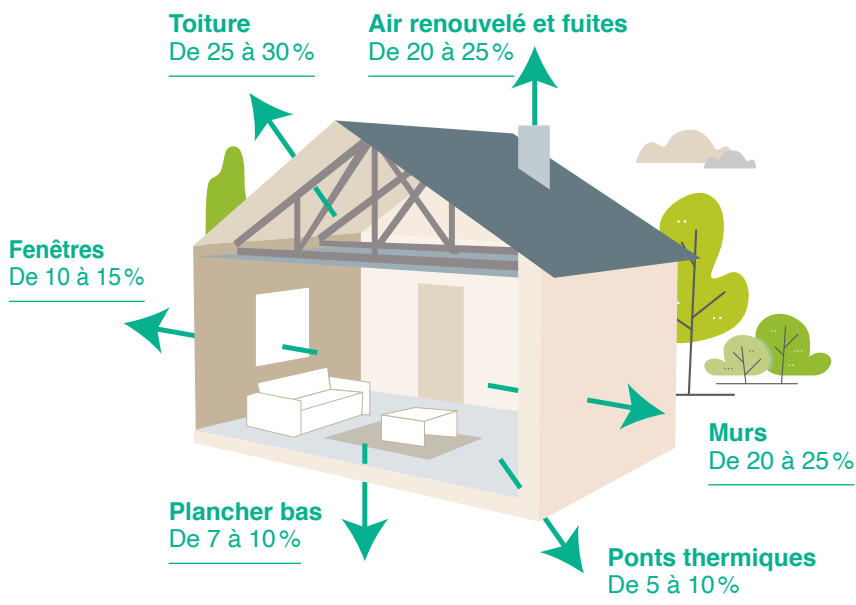 Toiture
De 25 à 30 %
Air renouvelé et fuites
De 20 à 25 %
Fenêtres
De 10 à 15 %
Murs
De 20 à 25 %
Plancher bas
De 7 à 10 %
Ponts thermiques
De 5 à 10 %